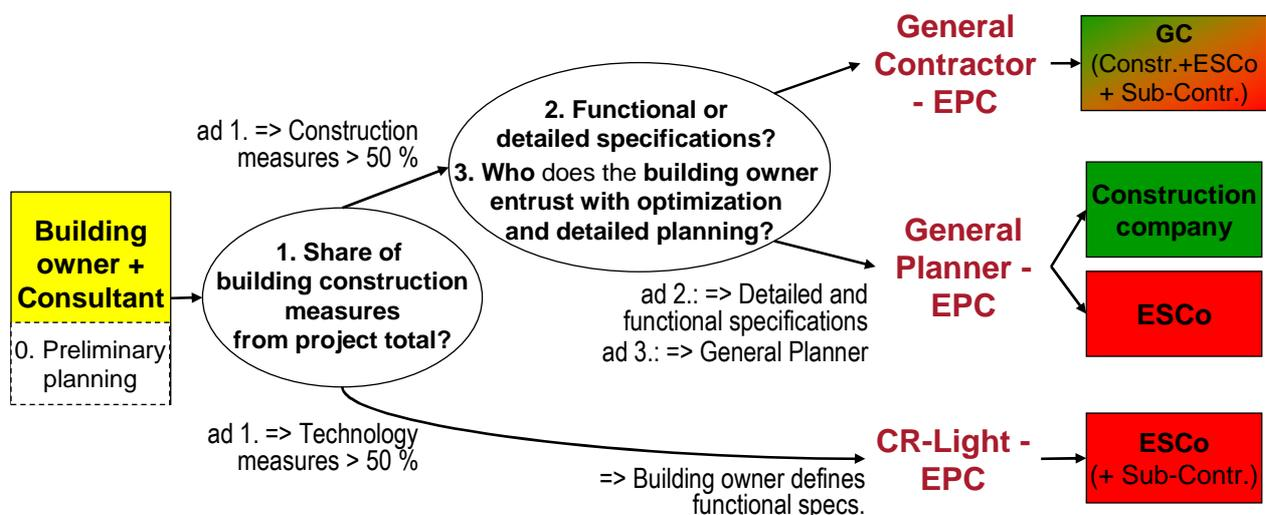 Building
owner +
Consultant
0. Preliminary
planning
1. Share of
building construction
measures
from project total?
ad 1. => Construction
measures > 50 %
2. Functional or
detailed specifications?
3. Who does the building owner
entrust with optimization
and detailed planning?
General
Contractor
- EPC
GC
(Constr.+ESCo
+ Sub-Contr.)
ad 2.: => Detailed and
functional specifications
ad 3.: => General Planner
General
Planner -
EPC
Construction
company
ESCo
ad 1. => Technology
measures > 50 %
=> Building owner defines
functional specs.
CR-Light -
EPC
ESCo
(+ Sub-Contr.)